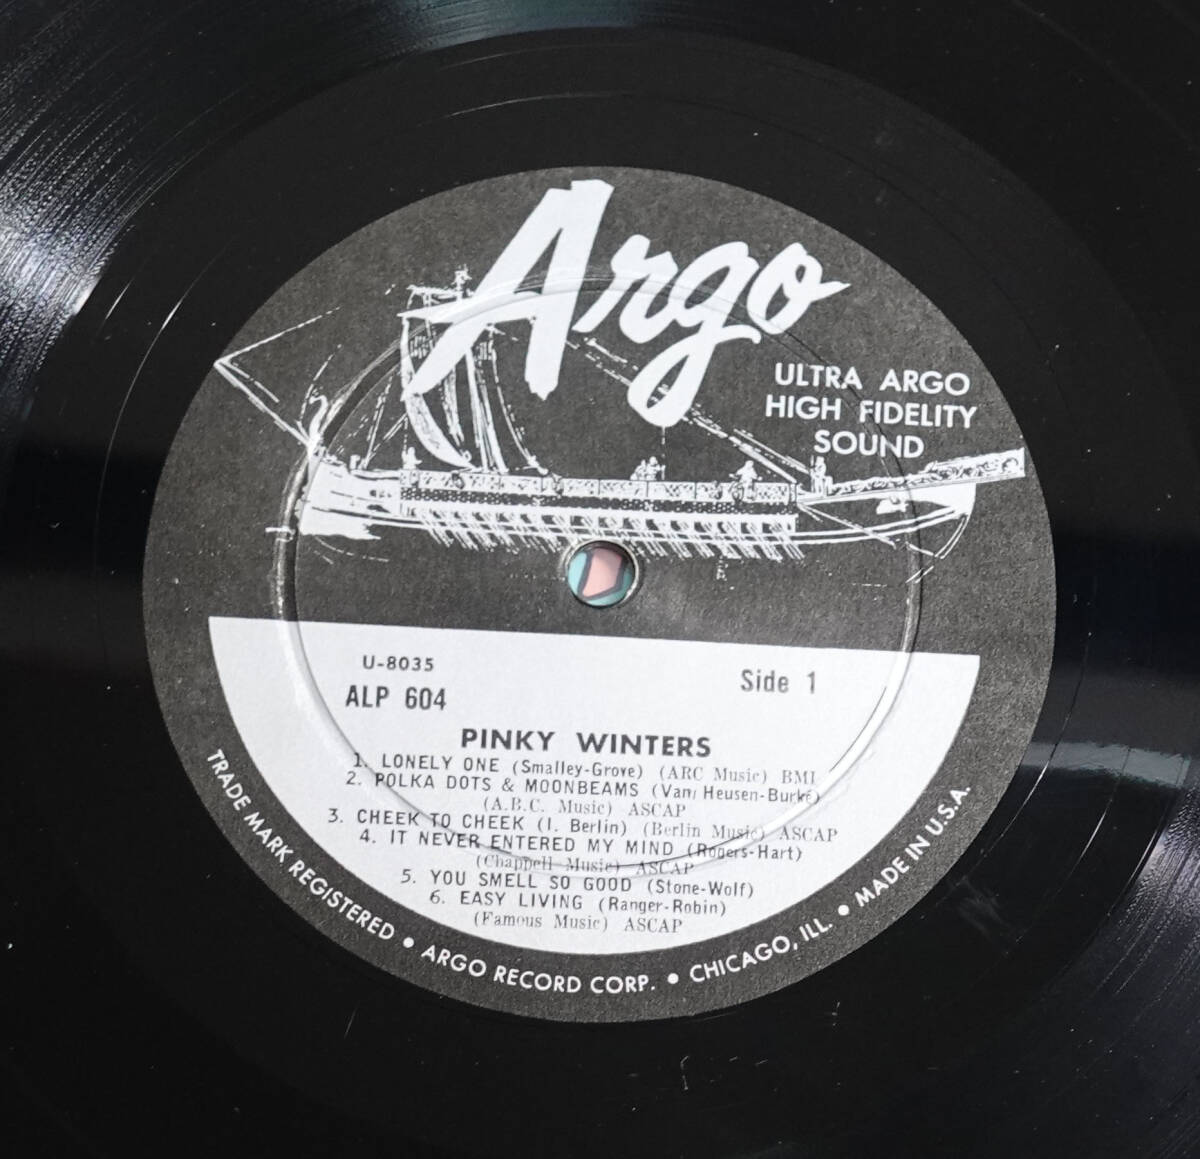 Argo
ULTRA ARGO
HIGH FIDELITY
SOUND
U-8035
ALP 604
Side 1
PINKY WINTERS
1. LONELY ONE (Smalley-Grove) (ARC Music) BMI
2. POLKA DOTS & MOONBEAMS (Van Heusen-Burke)
(A.B.C. Music) ASCAP
3. CHEEK TO CHEEK (I. Berlin) (Berlin Music) ASCAP
4. IT NEVER ENTERED MY MIND (Rogers-Hart)
(Chappell Music) ASCAP
5. YOU SMELL SO GOOD (Stone-Wolf)
6. EASY LIVING (Ranger-Robin)
(Famous Music) ASCAP
TRADE MARK REGISTERED • ARGO RECORD CORP. • CHICAGO, ILL. • MADE IN U.S.A.